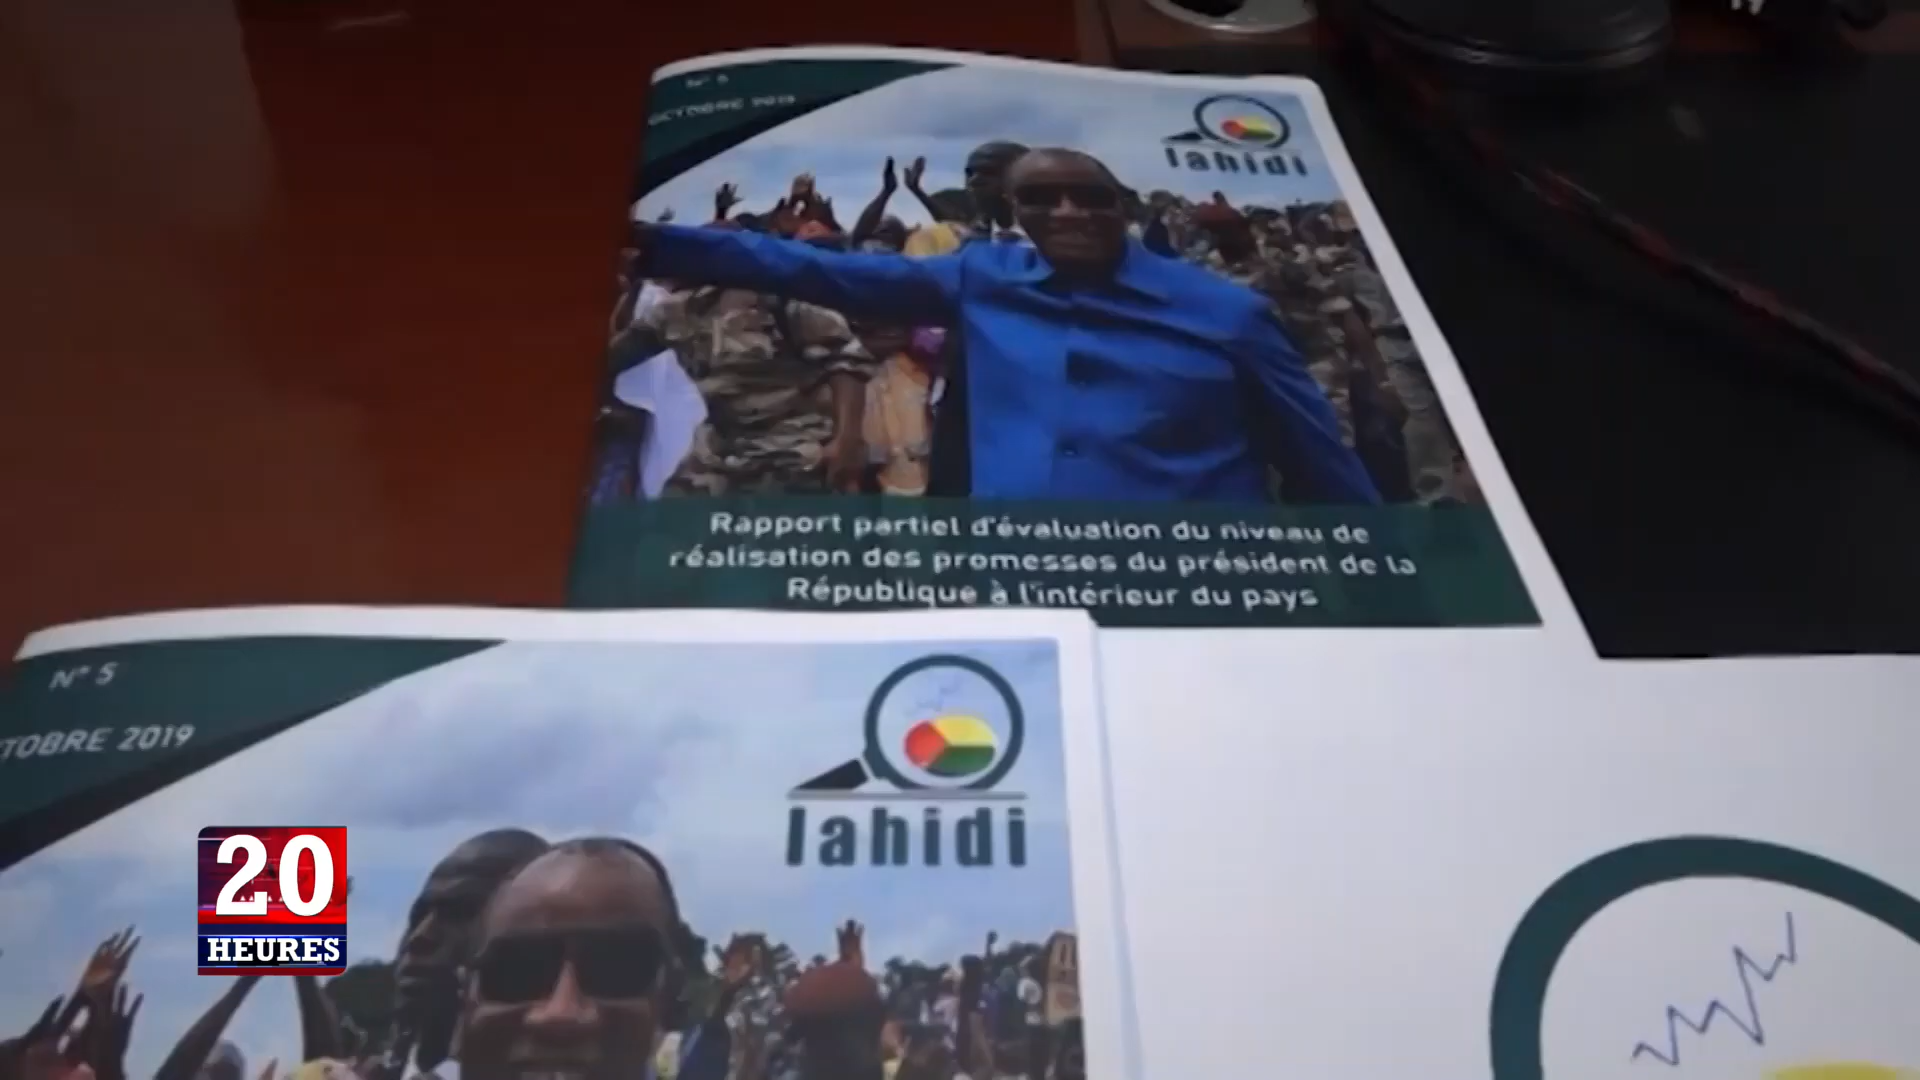 N° 5
OCTOBRE 2019
lahidi
Rapport partiel d'évaluation du niveau de
réalisation des promesses du président de la
République à l'intérieur du pays
N° 5
TOBRE 2019
lahidi
20
HEURES